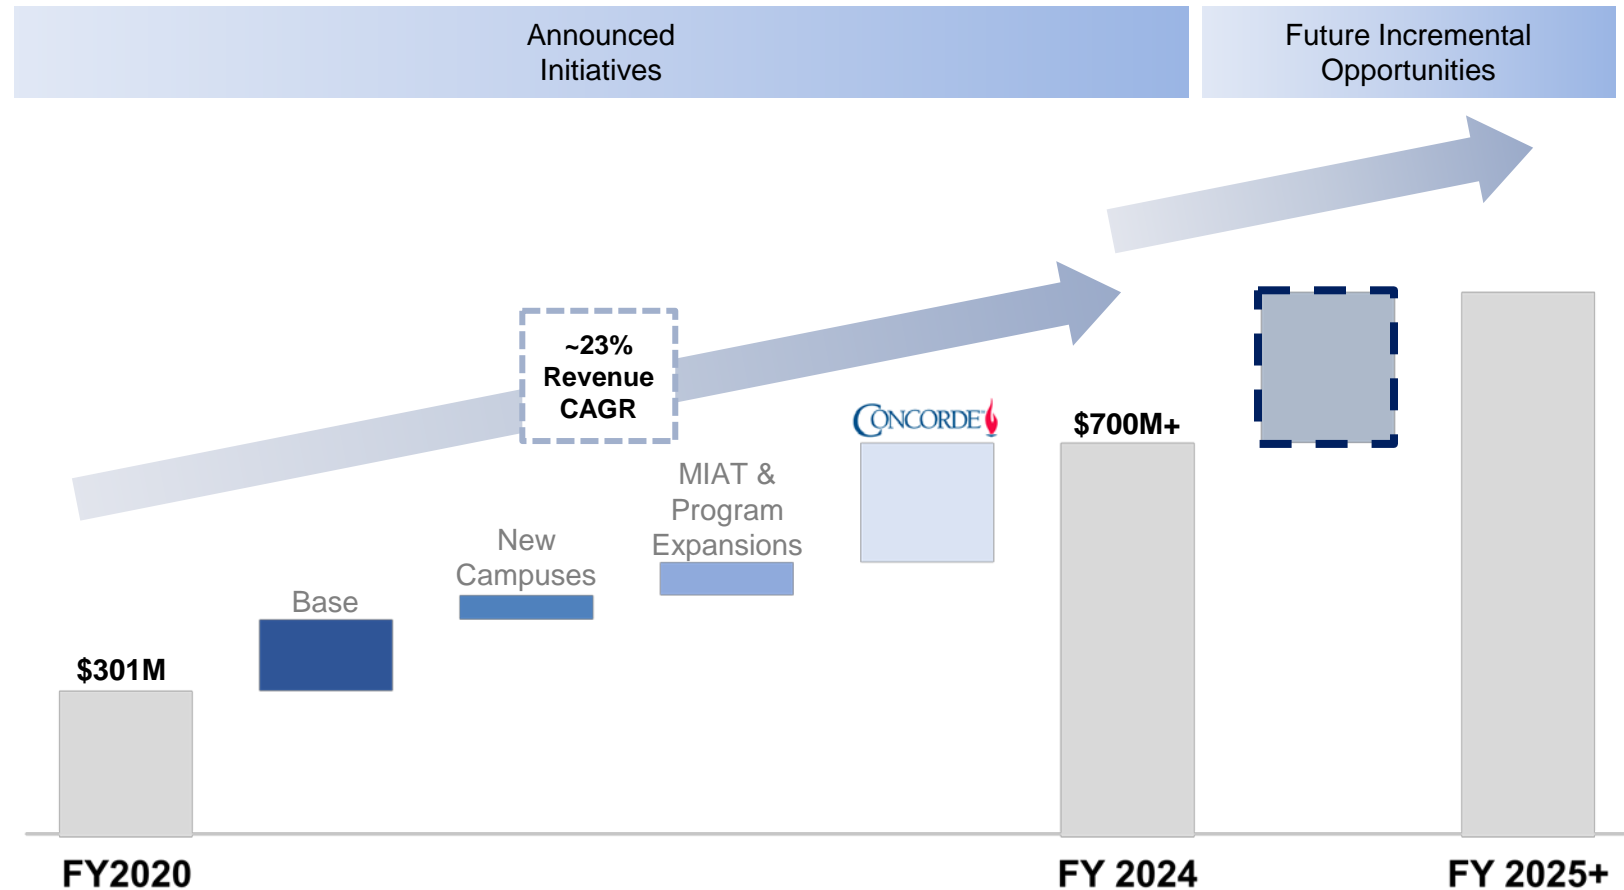 Announced
Initiatives
Future Incremental
Opportunities
~23%
Revenue
CAGR
CONCORDE™
$700M+
MIAT &
Program
Expansions
New
Campuses
Base
$301M
FY2020
FY 2024
FY 2025+